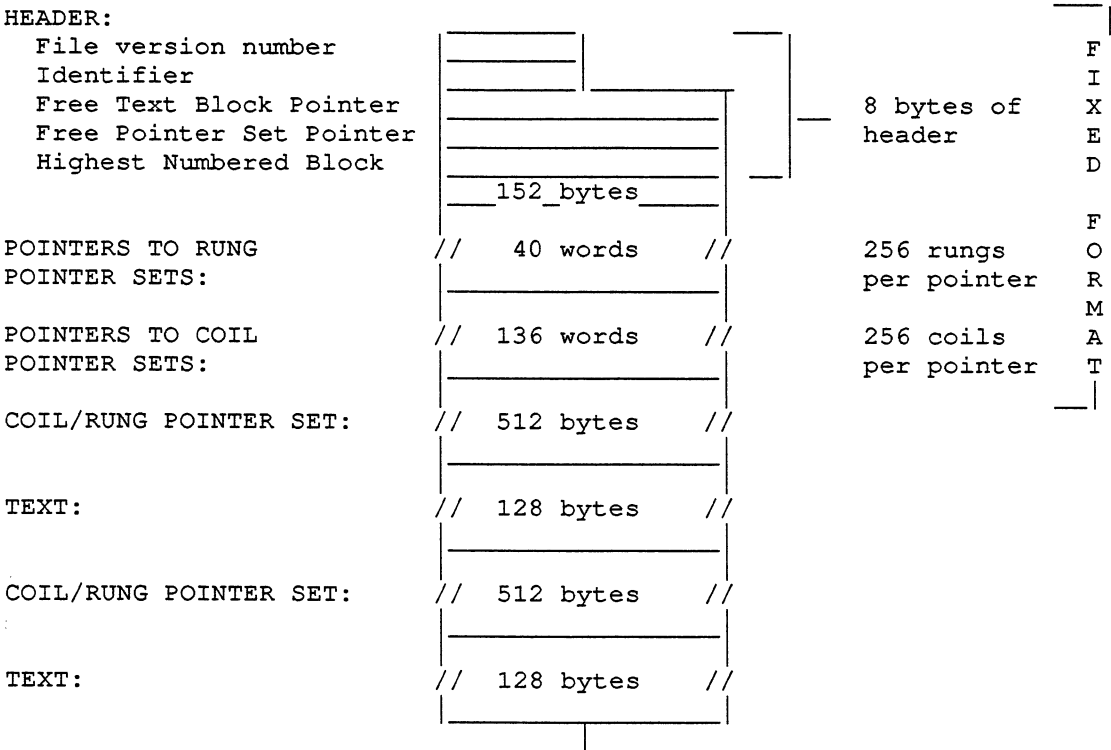 HEADER:
File version number
Identifier
Free Text Block Pointer
Free Pointer Set Pointer
Highest Numbered Block
8 bytes of
header
152 bytes
POINTERS TO RUNG
POINTER SETS:
// 40 words //
256 rungs
per pointer
POINTERS TO COIL
POINTER SETS:
// 136 words //
256 coils
per pointer
COIL/RUNG POINTER SET: // 512 bytes //
TEXT: // 128 bytes //
COIL/RUNG POINTER SET: // 512 bytes //
TEXT: // 128 bytes //
FIXED FORMAT